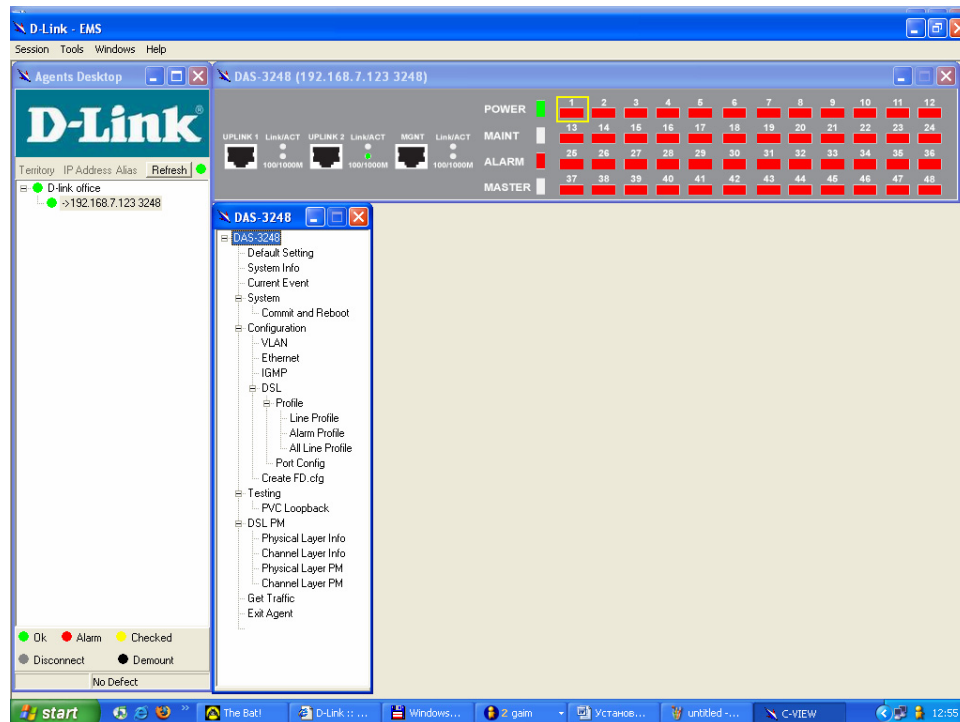 D-Link - EMS
Session Tools Windows Help
Agents Desktop
D-Link®
Territory IP Address Alias Refresh
D-link office
->192.168.7.123 3248
Ok Alarm Checked
Disconnect Demount
No Defect
DAS-3248 (192.168.7.123 3248)
UPLINK 1 Link/ACT UPLINK 2 Link/ACT MGNT Link/ACT
100/1000M 100/1000M 100/1000M
POWER 1 2 3 4 5 6 7 8 9 10 11 12
MAINT 13 14 15 16 17 18 19 20 21 22 23 24
ALARM 25 26 27 28 29 30 31 32 33 34 35 36
MASTER 37 38 39 40 41 42 43 44 45 46 47 48
DAS-3248
DAS-3248
Default Setting
System Info
Current Event
System
Commit and Reboot
Configuration
VLAN
Ethernet
IGMP
DSL
Profile
Line Profile
Alarm Profile
All Line Profile
Port Config
Create FD.cfg
Testing
PVC Loopback
DSL PM
Physical Layer Info
Channel Layer Info
Physical Layer PM
Channel Layer PM
Get Traffic
Exit Agent
start The Bat! D-Link :: ... Windows... 2 gaim Установ... untitled -... C-VIEW 12:55